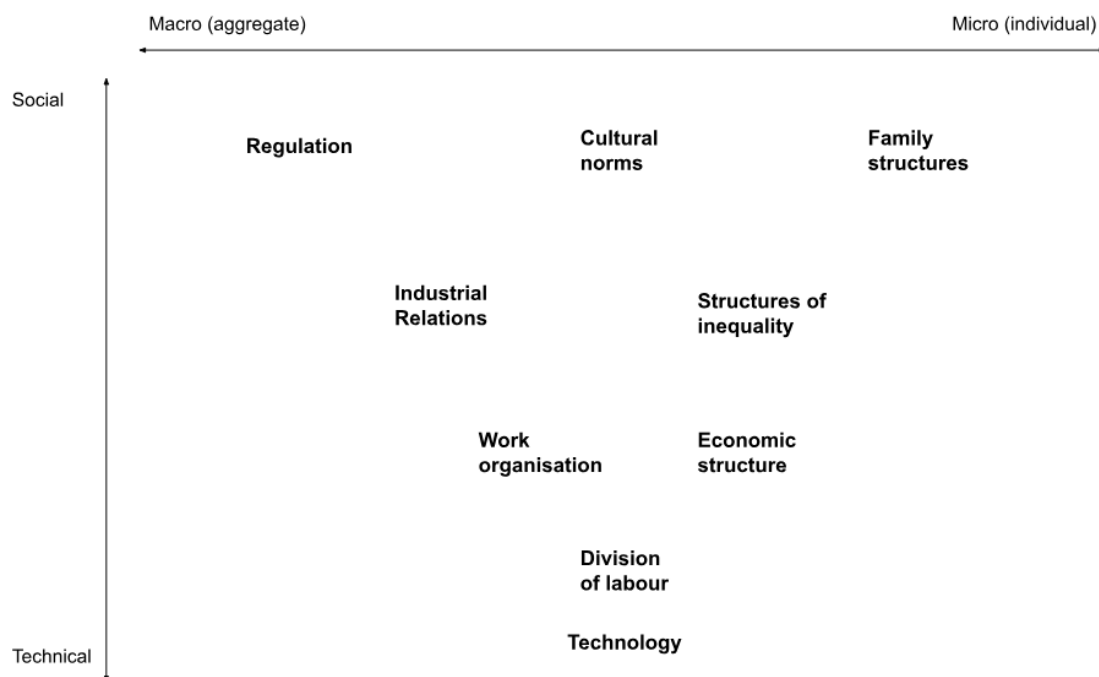 Macro (aggregate)
Micro (individual)
Social
Regulation
Cultural
norms
Family
structures
Industrial
Relations
Structures of
inequality
Work
organisation
Economic
structure
Division
of labour
Technology
Technical